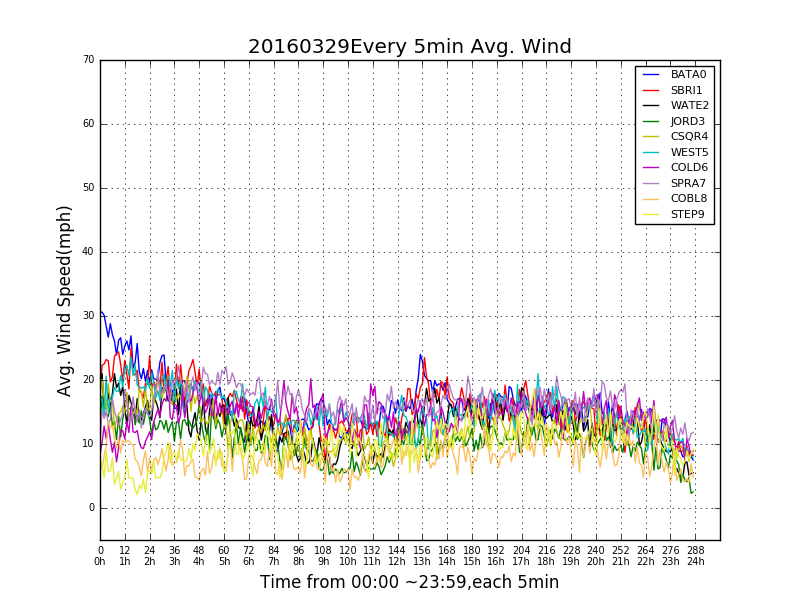 20160329Every 5min Avg. Wind
70
60
50
40
30
20
10
0
Avg. Wind Speed(mph)
BATA0
SBRI1
WATE2
JORD3
CSQR4
WEST5
COLD6
SPRA7
COBL8
STEP9
0 12 24 36 48 60 72 84 96 108 120 132 144 156 168 180 192 204 216 228 240 252 264 276 288
0h 1h 2h 3h 4h 5h 6h 7h 8h 9h 10h 11h 12h 13h 14h 15h 16h 17h 18h 19h 20h 21h 22h 23h 24h
Time from 00:00 ~23:59,each 5min